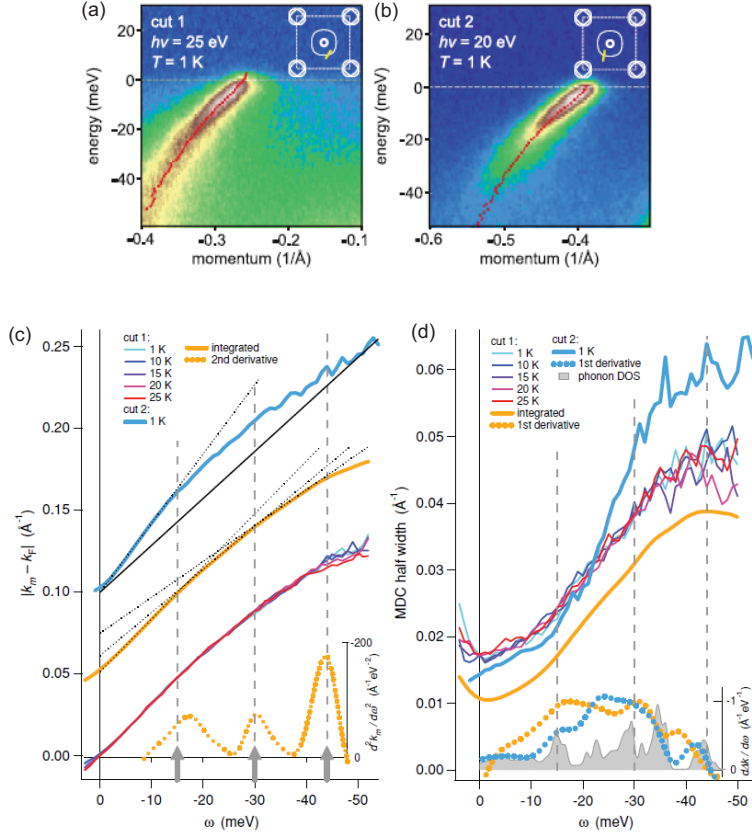 (a)
cut 1
hν = 25 eV
T = 1 K
energy (meV)
20
0
-20
-40
-0.4
-0.3
-0.2
-0.1
momentum (1/Å)
(b)
cut 2
hν = 20 eV
T = 1 K
energy (meV)
20
0
-20
-40
-0.6
-0.5
-0.4
momentum (1/Å)
(c)
cut 1:
1 K
10 K
15 K
20 K
25 K
cut 2:
1 K
integrated
2nd derivative
|kₘ − k_F| (Å⁻¹)
0.25
0.20
0.15
0.10
0.05
0.00
-200
0
d²kₘ / dω² (Å⁻¹eV⁻²)
0
-10
-20
-30
-40
-50
ω (meV)
(d)
cut 1:
1 K
10 K
15 K
20 K
25 K
integrated
1st derivative
cut 2:
1 K
1st derivative
phonon DOS
MDC half width (Å⁻¹)
0.06
0.05
0.04
0.03
0.02
0.01
0.00
-1
0
dk / dω (Å⁻¹eV⁻¹)
0
-10
-20
-30
-40
-50
ω (meV)